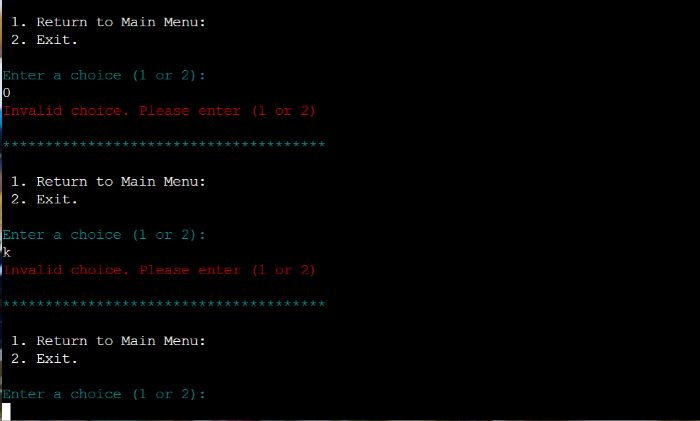 1. Return to Main Menu:
2. Exit.
Enter a choice (1 or 2):
0
Invalid choice. Please enter (1 or 2)
**************************************
1. Return to Main Menu:
2. Exit.
Enter a choice (1 or 2):
k
Invalid choice. Please enter (1 or 2)
**************************************
1. Return to Main Menu:
2. Exit.
Enter a choice (1 or 2):